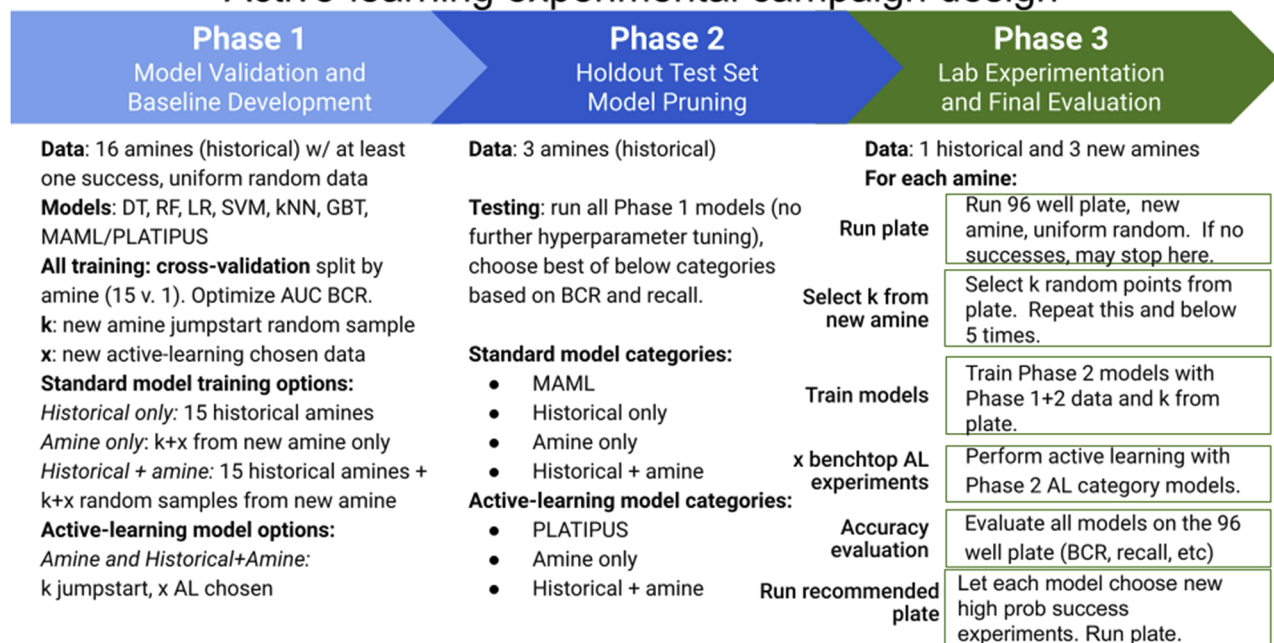 Active learning experimental campaign design
Phase 1
Model Validation and
Baseline Development
Phase 2
Holdout Test Set
Model Pruning
Phase 3
Lab Experimentation
and Final Evaluation
Data: 16 amines (historical) w/ at least
one success, uniform random data
Models: DT, RF, LR, SVM, kNN, GBT,
MAML/PLATIPUS
All training: cross-validation split by
amine (15 v. 1). Optimize AUC BCR.
k: new amine jumpstart random sample
x: new active-learning chosen data
Standard model training options:
Historical only: 15 historical amines
Amine only: k+x from new amine only
Historical + amine: 15 historical amines +
k+x random samples from new amine
Active-learning model options:
Amine and Historical+Amine:
k jumpstart, x AL chosen
Data: 3 amines (historical)
Testing: run all Phase 1 models (no
further hyperparameter tuning),
choose best of below categories
based on BCR and recall.
Standard model categories:
● MAML
● Historical only
● Amine only
● Historical + amine
Active-learning model categories:
● PLATIPUS
● Amine only
● Historical + amine
Data: 1 historical and 3 new amines
For each amine:
Run plate
Run 96 well plate, new
amine, uniform random. If no
successes, may stop here.
Select k from
new amine
Select k random points from
plate. Repeat this and below
5 times.
Train models
Train Phase 2 models with
Phase 1+2 data and k from
plate.
x benchtop AL
experiments
Perform active learning with
Phase 2 AL category models.
Accuracy
evaluation
Evaluate all models on the 96
well plate (BCR, recall, etc)
Run recommended
plate
Let each model choose new
high prob success
experiments. Run plate.